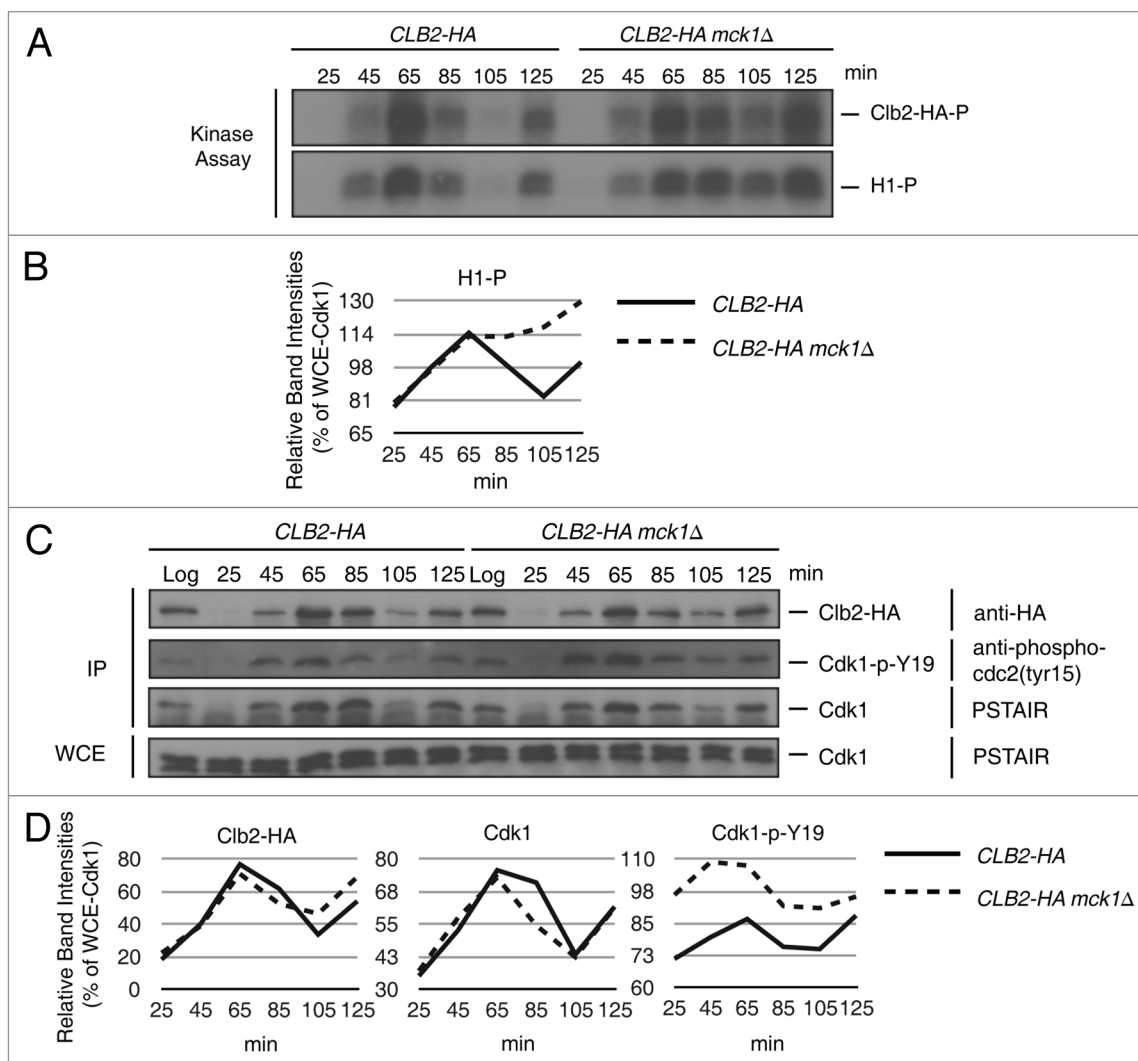 A
CLB2-HA CLB2-HA mck1Δ
25 45 65 85 105 125 25 45 65 85 105 125 min
Kinase
Assay
Clb2-HA-P
H1-P
B
H1-P
Relative Band Intensities
(% of WCE-Cdk1)
130
114
98
81
65
25 45 65 85 105 125
min
CLB2-HA
CLB2-HA mck1Δ
C
CLB2-HA CLB2-HA mck1Δ
Log 25 45 65 85 105 125 Log 25 45 65 85 105 125 min
IP
Clb2-HA anti-HA
Cdk1-p-Y19 anti-phospho-
cdc2(tyr15)
Cdk1 PSTAIR
WCE Cdk1 PSTAIR
D
Relative Band Intensities
(% of WCE-Cdk1)
Clb2-HA
80
60
40
20
0
25 45 65 85 105 125
min
Cdk1
80
68
55
43
30
25 45 65 85 105 125
min
Cdk1-p-Y19
110
98
85
73
60
25 45 65 85 105 125
min
CLB2-HA
CLB2-HA mck1Δ